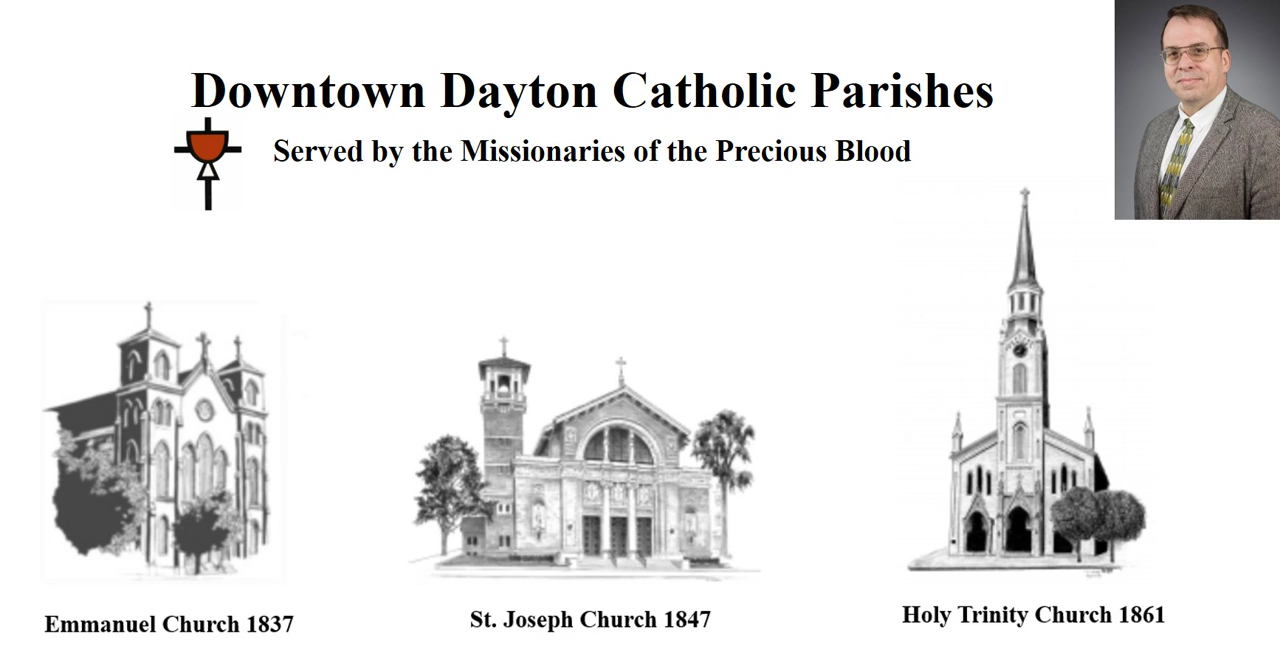 Downtown Dayton Catholic Parishes
Served by the Missionaries of the Precious Blood
Emmanuel Church 1837
St. Joseph Church 1847
Holy Trinity Church 1861